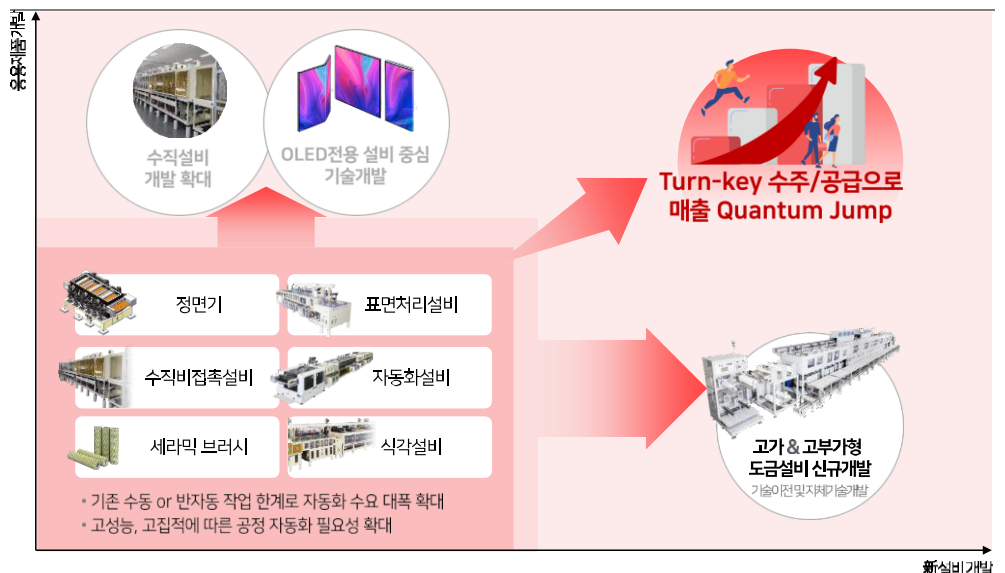 응용제품개발
수직설비
개발 확대
OLED전용 설비 중심
기술개발
Turn-key 수주/공급으로
매출 Quantum Jump
정면기
표면처리설비
수직비접촉설비
자동화설비
세라믹 브러시
식각설비
• 기존 수동 or 반자동 작업 한계로 자동화 수요 대폭 확대
• 고성능, 고집적에 따른 공정 자동화 필요성 확대
고가 & 고부가형
도금설비 신규개발
기술이전 및 자체기술개발
新설비 개발